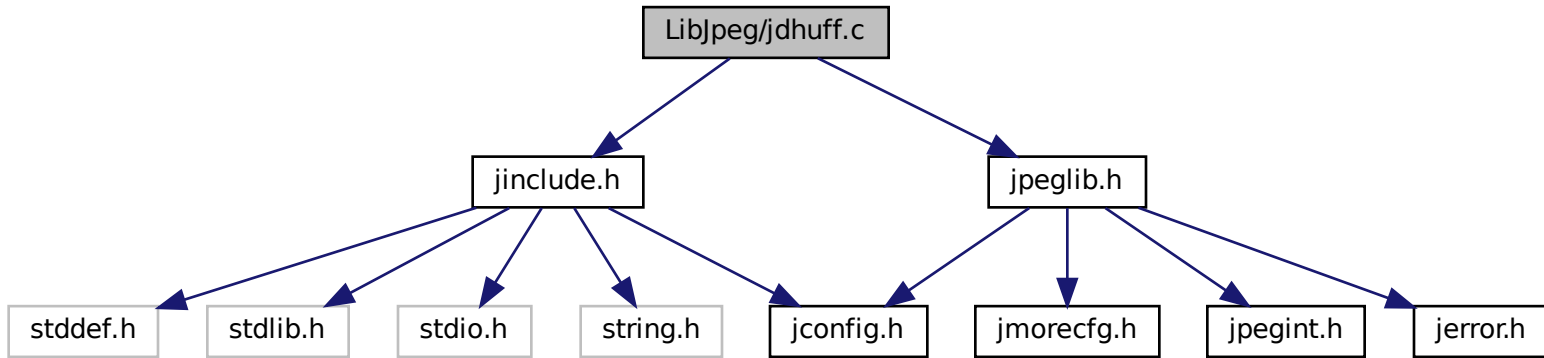 LibJpeg/jdhuff.c
jinclude.h
jpeglib.h
stddef.h
stdlib.h
stdio.h
string.h
jconfig.h
jmorecfg.h
jpegint.h
jerror.h